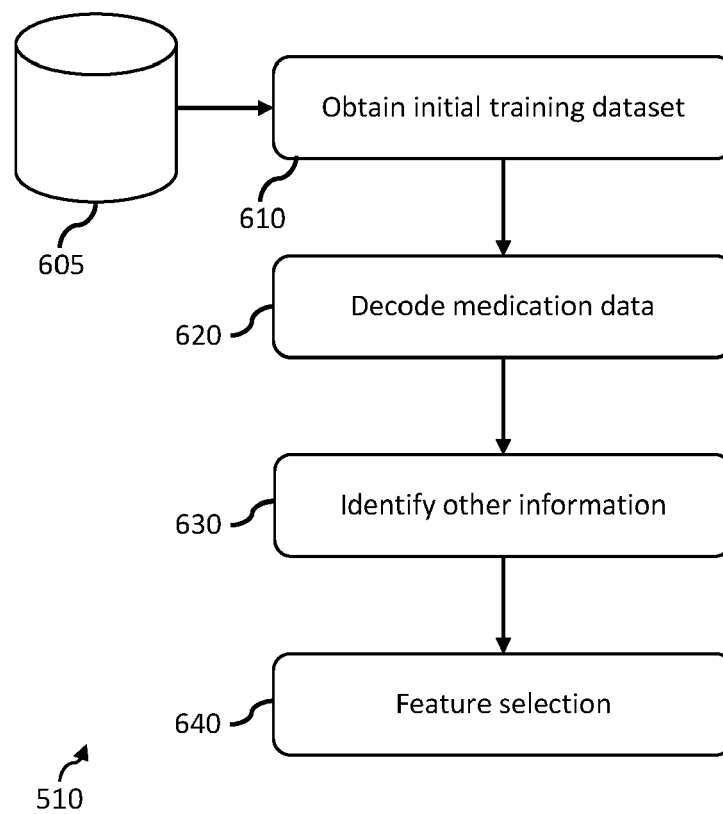 Obtain initial training dataset
610
605
Decode medication data
620
Identify other information
630
Feature selection
640
510